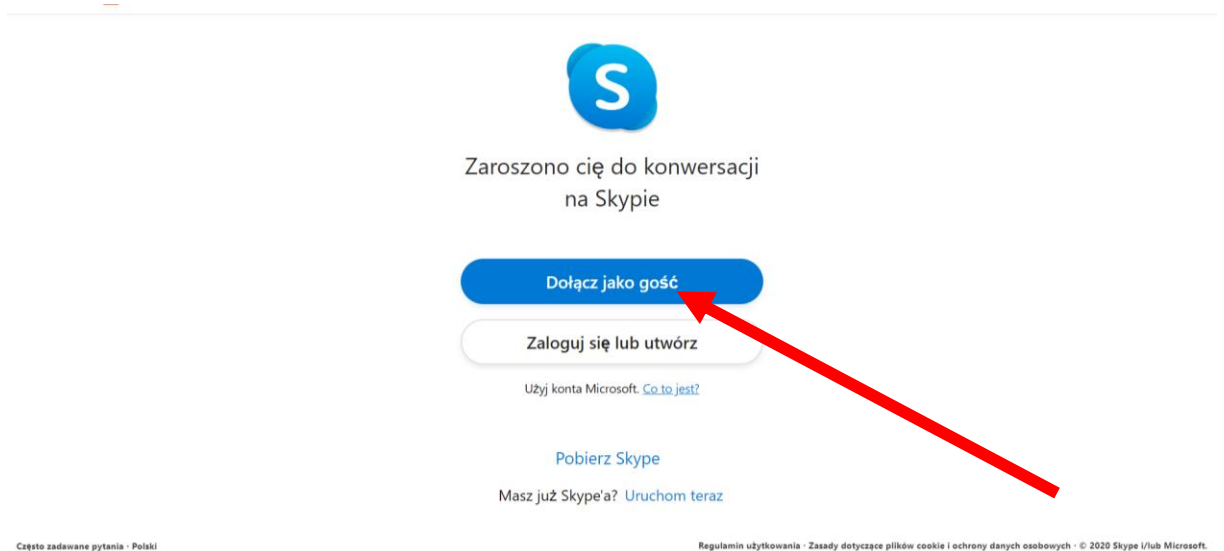 S
Zaroszono cię do konwersacji
na Skypie
Dołącz jako gość
Zaloguj się lub utwórz
Użyj konta Microsoft. Co to jest?
Pobierz Skype
Masz już Skype'a? Uruchom teraz
Często zadawane pytania · Polski
Regulamin użytkowania · Zasady dotyczące plików cookie i ochrony danych osobowych · © 2020 Skype i/lub Microsoft.